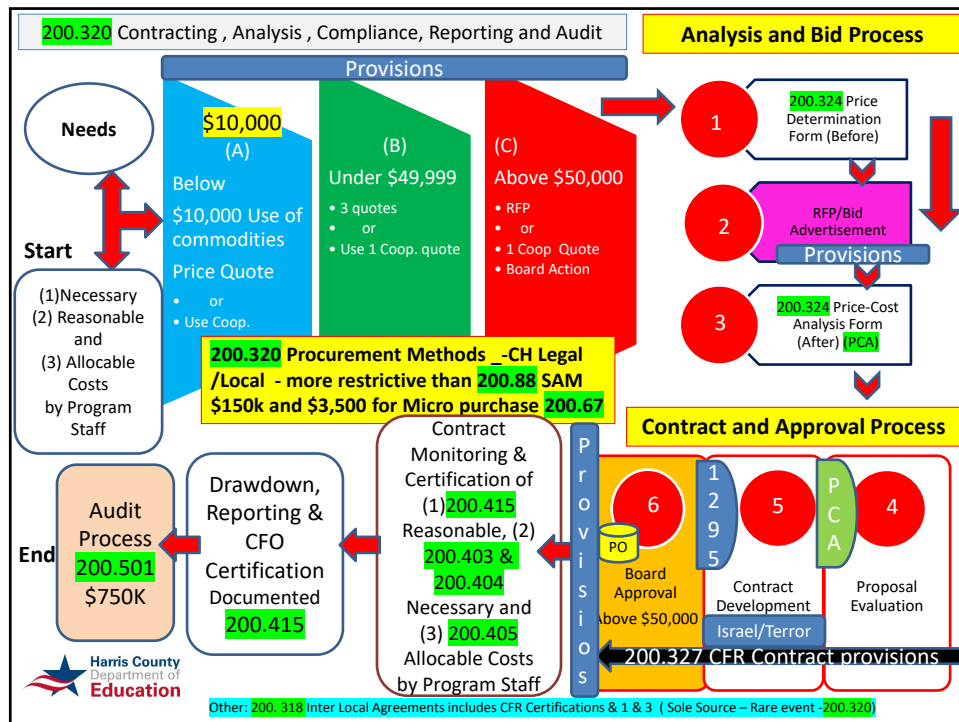 200.320 Contracting , Analysis , Compliance, Reporting and Audit
Analysis and Bid Process
Provisions
Needs
Start
(1)Necessary
(2) Reasonable
and
(3) Allocable
Costs
by Program
Staff
$10,000
(A)
Below
$10,000 Use of
commodities
Price Quote
• or
• Use Coop.
(B)
Under $49,999
• 3 quotes
• or
• Use 1 Coop. quote
(C)
Above $50,000
• RFP
• or
• 1 Coop Quote
• Board Action
1
200.324 Price
Determination
Form (Before)
2
RFP/Bid
Advertisement
Provisions
3
200.324 Price-Cost
Analysis Form
(After) (PCA)
200.320 Procurement Methods _-CH Legal
/Local - more restrictive than 200.88 SAM
$150k and $3,500 for Micro purchase 200.67
Contract and Approval Process
4
Proposal
Evaluation
PCA
5
Contract
Development
Israel/Terror
1295
6
PO
Board
Approval
Above $50,000
200.327 CFR Contract provisions
Provisios
Contract
Monitoring &
Certification of
(1)200.415
Reasonable, (2)
200.403 &
200.404
Necessary and
(3) 200.405
Allocable Costs
by Program Staff
Drawdown,
Reporting &
CFO
Certification
Documented
200.415
Audit
Process
200.501
$750K
End
Harris County
Department of
Education
Other: 200. 318 Inter Local Agreements includes CFR Certifications & 1 & 3 ( Sole Source – Rare event -200.320)